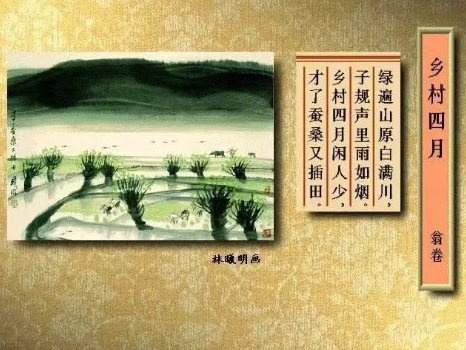 乡村四月
翁卷
绿遍山原白满川，
子规声里雨如烟。
乡村四月闲人少，
才了蚕桑又插田。
林曦明画